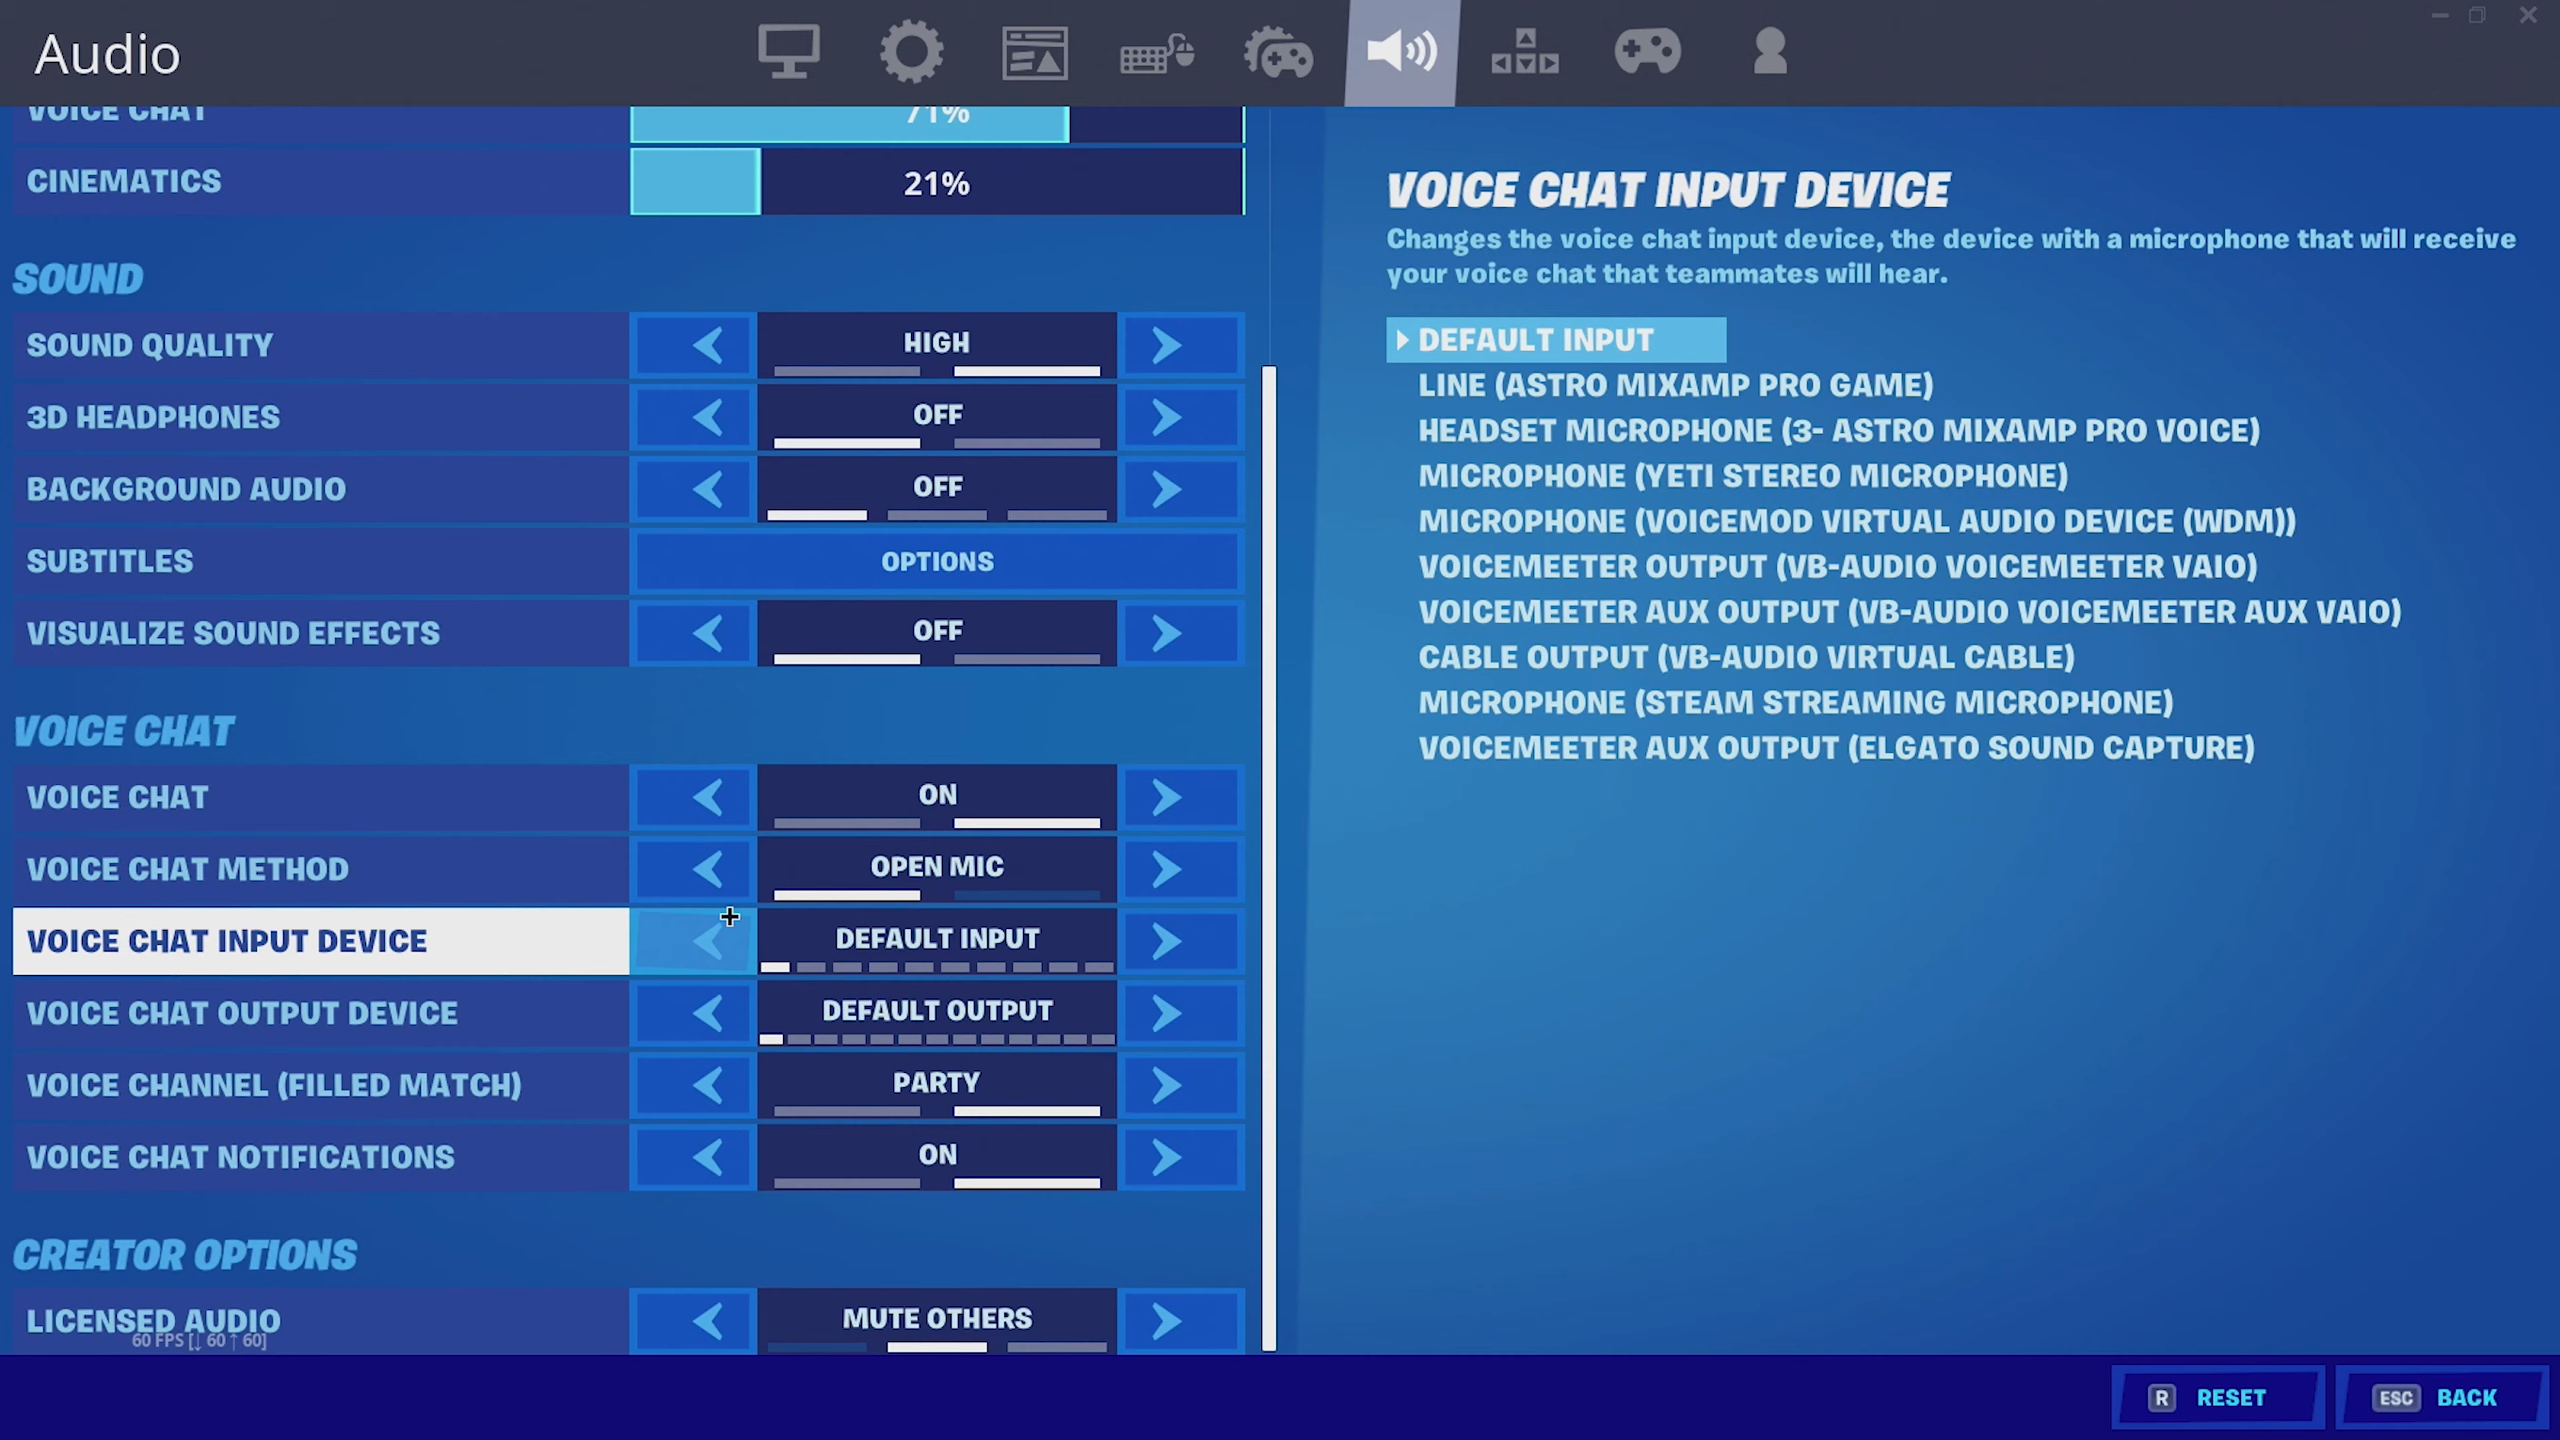 Audio
VOICE CHAT
71%
CINEMATICS
21%
SOUND
SOUND QUALITY
HIGH
3D HEADPHONES
OFF
BACKGROUND AUDIO
OFF
SUBTITLES
OPTIONS
VISUALIZE SOUND EFFECTS
OFF
VOICE CHAT
VOICE CHAT
ON
VOICE CHAT METHOD
OPEN MIC
VOICE CHAT INPUT DEVICE
DEFAULT INPUT
VOICE CHAT OUTPUT DEVICE
DEFAULT OUTPUT
VOICE CHANNEL (FILLED MATCH)
PARTY
VOICE CHAT NOTIFICATIONS
ON
CREATOR OPTIONS
LICENSED AUDIO
MUTE OTHERS
60 FPS [↓ 60 ↑ 60]
VOICE CHAT INPUT DEVICE
Changes the voice chat input device, the device with a microphone that will receive
your voice chat that teammates will hear.
DEFAULT INPUT
LINE (ASTRO MIXAMP PRO GAME)
HEADSET MICROPHONE (3- ASTRO MIXAMP PRO VOICE)
MICROPHONE (YETI STEREO MICROPHONE)
MICROPHONE (VOICEMOD VIRTUAL AUDIO DEVICE (WDM))
VOICEMEETER OUTPUT (VB-AUDIO VOICEMEETER VAIO)
VOICEMEETER AUX OUTPUT (VB-AUDIO VOICEMEETER AUX VAIO)
CABLE OUTPUT (VB-AUDIO VIRTUAL CABLE)
MICROPHONE (STEAM STREAMING MICROPHONE)
VOICEMEETER AUX OUTPUT (ELGATO SOUND CAPTURE)
R RESET
ESC BACK